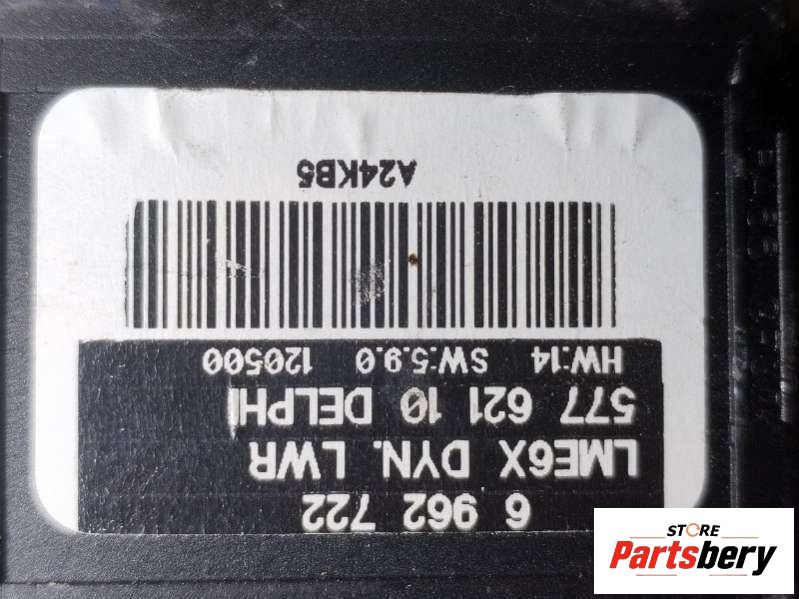 6 962 722
LME6X DYN. LWR
577 621 10 DELPHI
HW:14 SW:5.9.0 120500
A24KB5
STORE
Partsbery